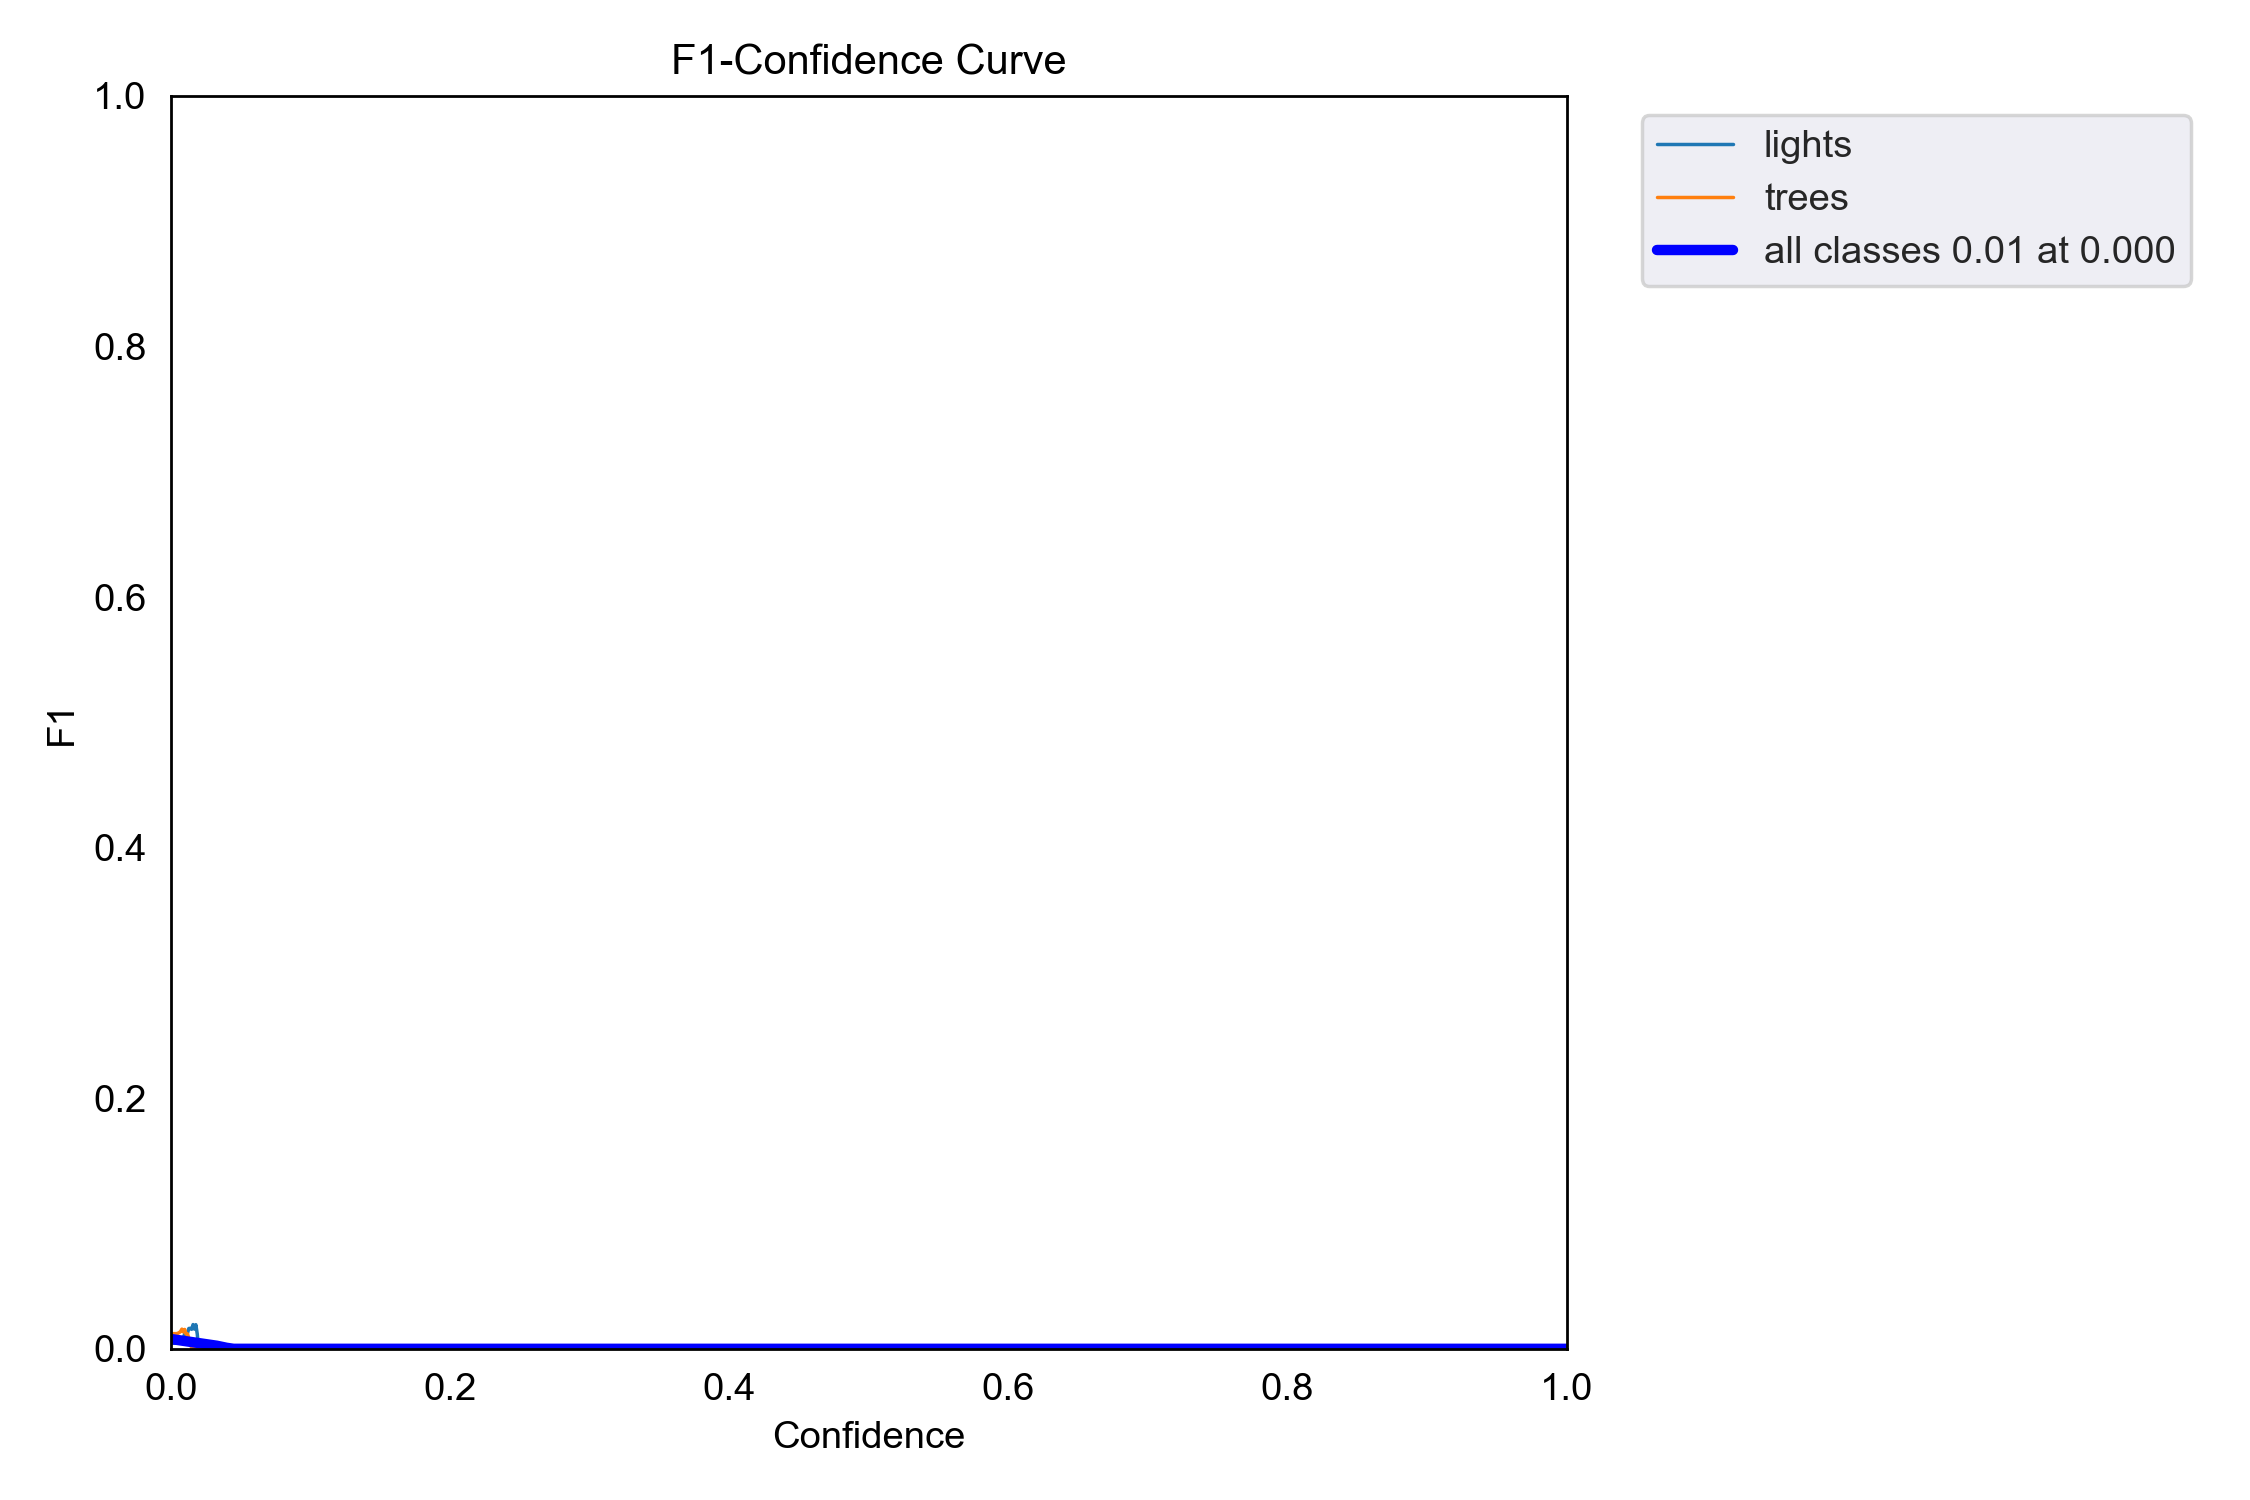 F1-Confidence Curve
1.0
0.8
0.6
0.4
0.2
0.0
F1
0.0 0.2 0.4 0.6 0.8 1.0
Confidence
lights
trees
all classes 0.01 at 0.000